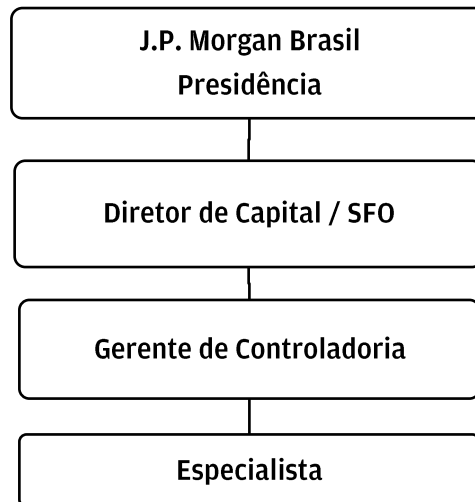 J.P. Morgan Brasil
Presidência
Diretor de Capital / SFO
Gerente de Controladoria
Especialista